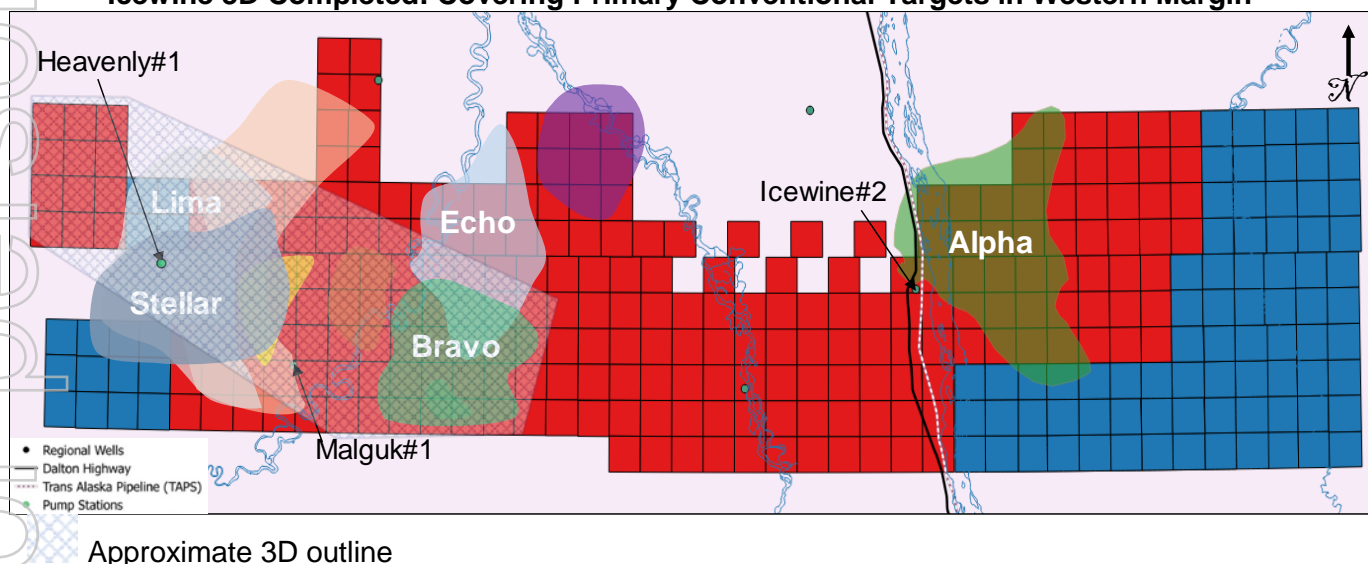 Icewine 3D Completed: Covering Primary Conventional Targets in Western Margin
Heavenly#1
N
Icewine#2
Lima
Echo
Alpha
Stellar
Bravo
Malguk#1
Regional Wells
Dalton Highway
Trans Alaska Pipeline (TAPS)
Pump Stations
Approximate 3D outline